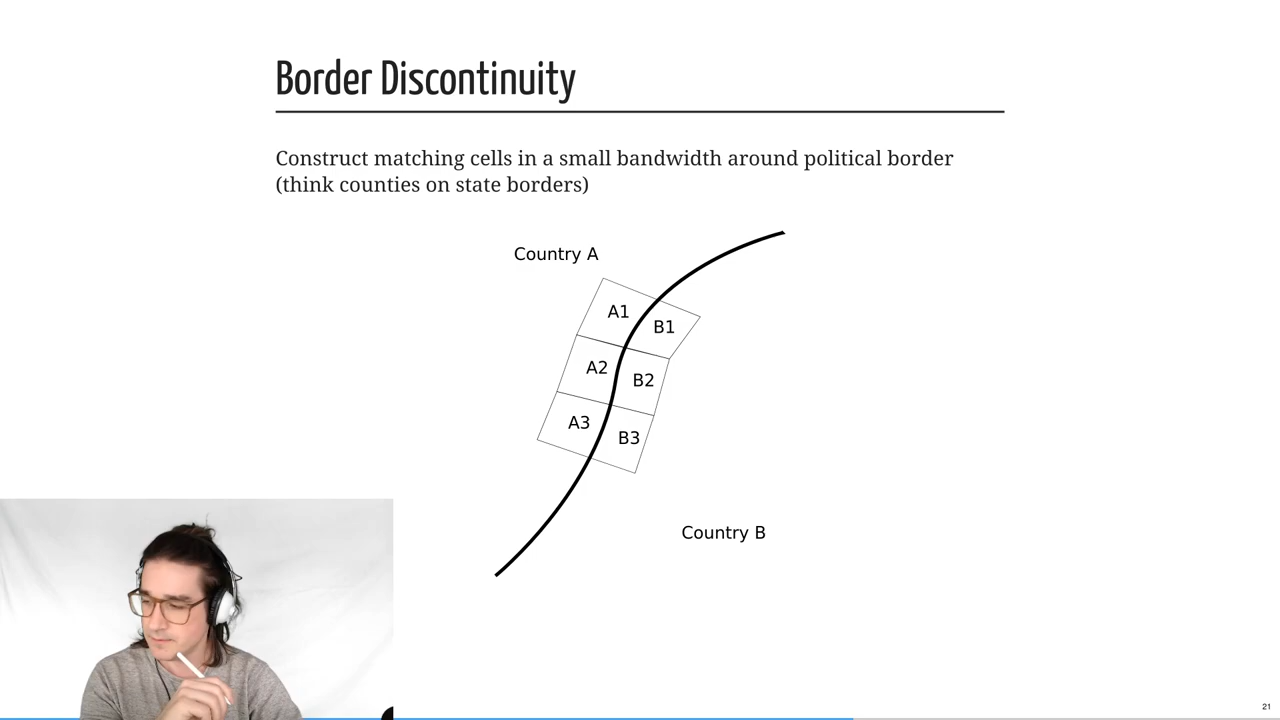 Border Discontinuity
Construct matching cells in a small bandwidth around political border
(think counties on state borders)
Country A
A1
B1
A2
B2
A3
B3
Country B
21